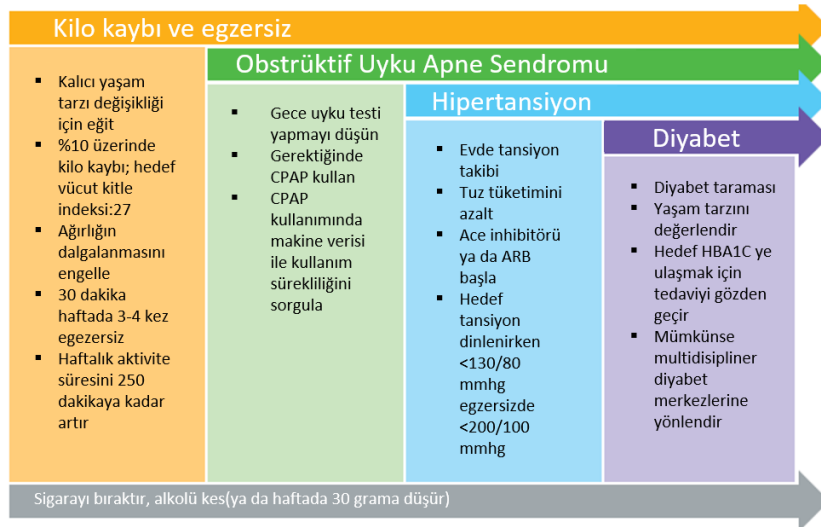 Kilo kaybı ve egzersiz
▪ Kalıcı yaşam
tarzı değişikliği
için eğit
▪ %10 üzerinde
kilo kaybı; hedef
vücut kitle
indeksi:27
▪ Ağırlığın
dalgalanmasını
engelle
▪ 30 dakika
haftada 3-4 kez
egezersiz
▪ Haftalık aktivite
süresini 250
dakikaya kadar
artır
Obstrüktif Uyku Apne Sendromu
▪ Gece uyku testi
yapmayı düşün
▪ Gerektiğinde
CPAP kullan
▪ CPAP
kullanımında
makine verisi
ile kullanım
sürekliliğini
sorgula
Hipertansiyon
▪ Evde tansiyon
takibi
▪ Tuz tüketimini
azalt
▪ Ace inhibitörü
ya da ARB
başla
▪ Hedef
tansiyon
dinlenirken
<130/80
mmhg
egzersizde
<200/100
mmhg
Diyabet
▪ Diyabet taraması
▪ Yaşam tarzını
değerlendir
▪ Hedef HBA1C ye
ulaşmak için
tedaviyi gözden
geçir
▪ Mümkünse
multidisipliner
diyabet
merkezlerine
yönlendir
Sigarayı bıraktır, alkolü kes(ya da haftada 30 grama düşür)